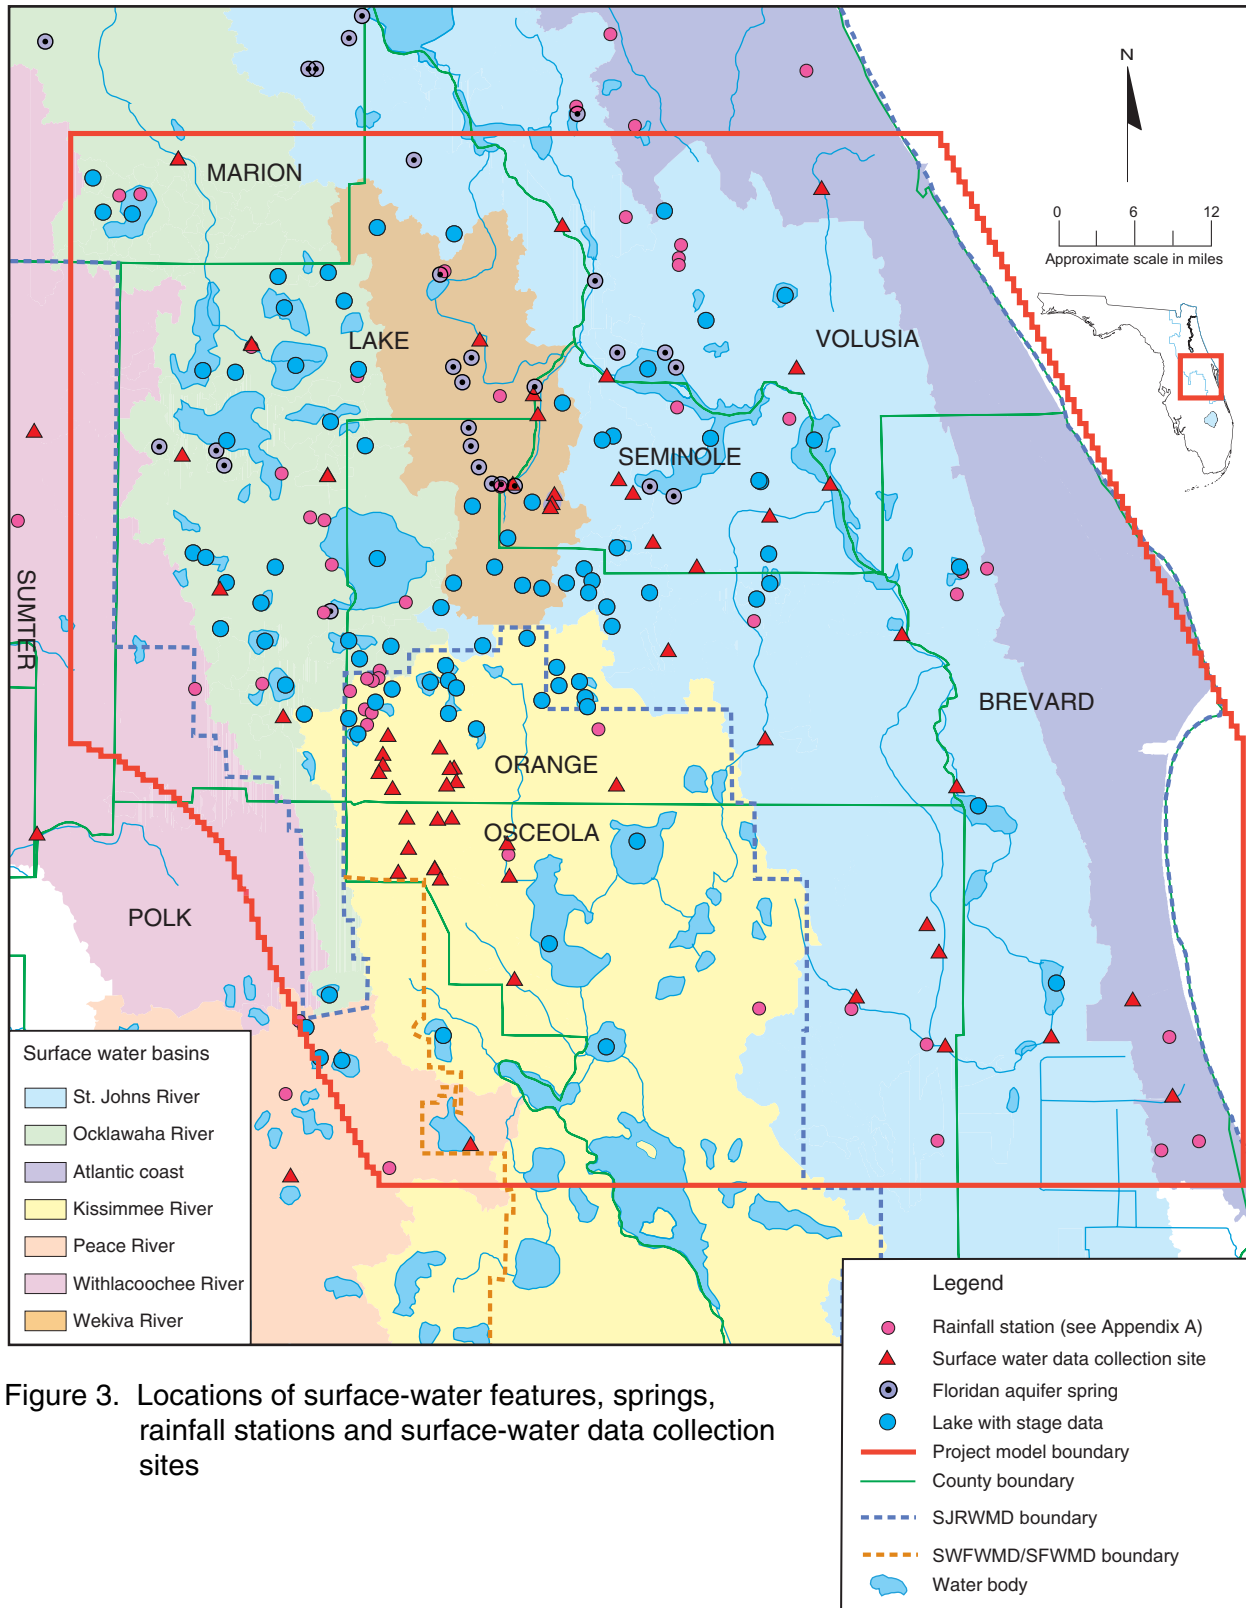 N
0 6 12
Approximate scale in miles
MARION
LAKE
VOLUSIA
SEMINOLE
SUMTER
BREVARD
ORANGE
OSCEOLA
POLK
Surface water basins
St. Johns River
Ocklawaha River
Atlantic coast
Kissimmee River
Peace River
Withlacoochee River
Wekiva River
Legend
Rainfall station (see Appendix A)
Surface water data collection site
Floridan aquifer spring
Lake with stage data
Project model boundary
County boundary
SJRWMD boundary
SWFWMD/SFWMD boundary
Water body
Figure 3. Locations of surface-water features, springs,
rainfall stations and surface-water data collection
sites